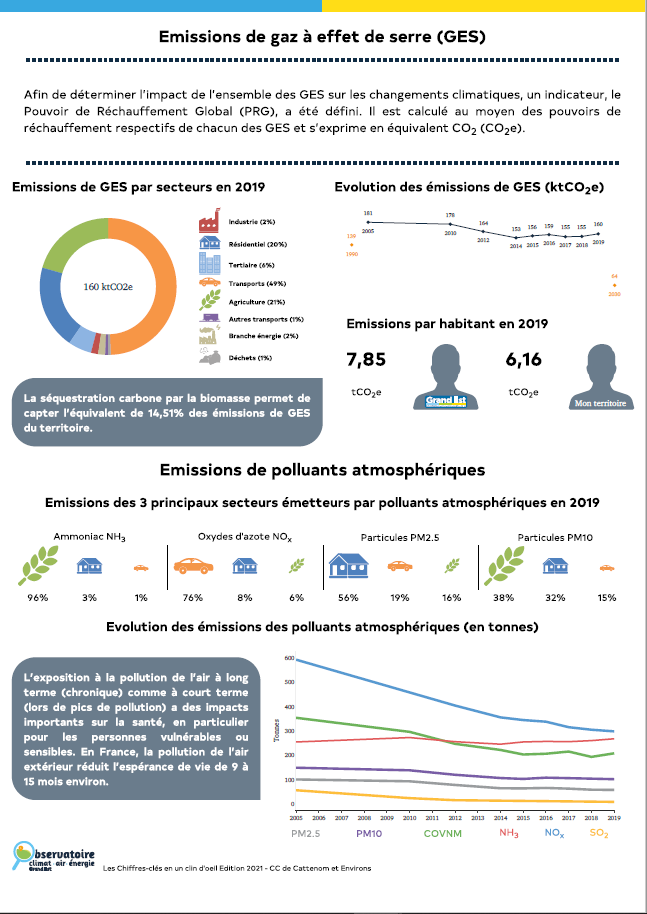 Emissions de gaz à effet de serre (GES)
Afin de déterminer l'impact de l'ensemble des GES sur les changements climatiques, un indicateur, le
Pouvoir de Réchauffement Global (PRG), a été défini. Il est calculé au moyen des pouvoirs de
réchauffement respectifs de chacun des GES et s'exprime en équivalent CO₂ (CO₂e).
Emissions de GES par secteurs en 2019
160 ktCO2e
Industrie (2%)
Résidentiel (20%)
Tertiaire (6%)
Transports (49%)
Agriculture (21%)
Autres transports (1%)
Branche énergie (2%)
Déchets (1%)
La séquestration carbone par la biomasse permet de
capter l'équivalent de 14,51% des émissions de GES
du territoire.
Evolution des émissions de GES (ktCO₂e)
181 178 164 153 156 159 155 155 160
2005 2010 2012 2014 2015 2016 2017 2018 2019
1990
64
Emissions par habitant en 2019
7,85 6,16
tCO₂e Grand Est tCO₂e Mon territoire
Emissions de polluants atmosphériques
Emissions des 3 principaux secteurs émetteurs par polluants atmosphériques en 2019
Ammoniac NH₃ Oxydes d'azote NOₓ Particules PM2.5 Particules PM10
96% 3% 1% 76% 8% 6% 56% 19% 16% 38% 32% 15%
Evolution des émissions des polluants atmosphériques (en tonnes)
L'exposition à la pollution de l'air à long
terme (chronique) comme à court terme
(lors de pics de pollution) a des impacts
importants sur la santé, en particulier
pour les personnes vulnérables ou
sensibles. En France, la pollution de l'air
extérieur réduit l'espérance de vie de 9 à
15 mois environ.
Tonnes
600
500
400
300
200
100
0
2005 2006 2007 2008 2009 2010 2011 2012 2013 2014 2015 2016 2017 2018 2019
PM2.5 PM10 COVNM NH₃ NOₓ SO₂
Observatoire
climat air énergie
Grand Est
Les Chiffres-clés en un clin d'oeil Edition 2021 - CC de Cattenom et Environs